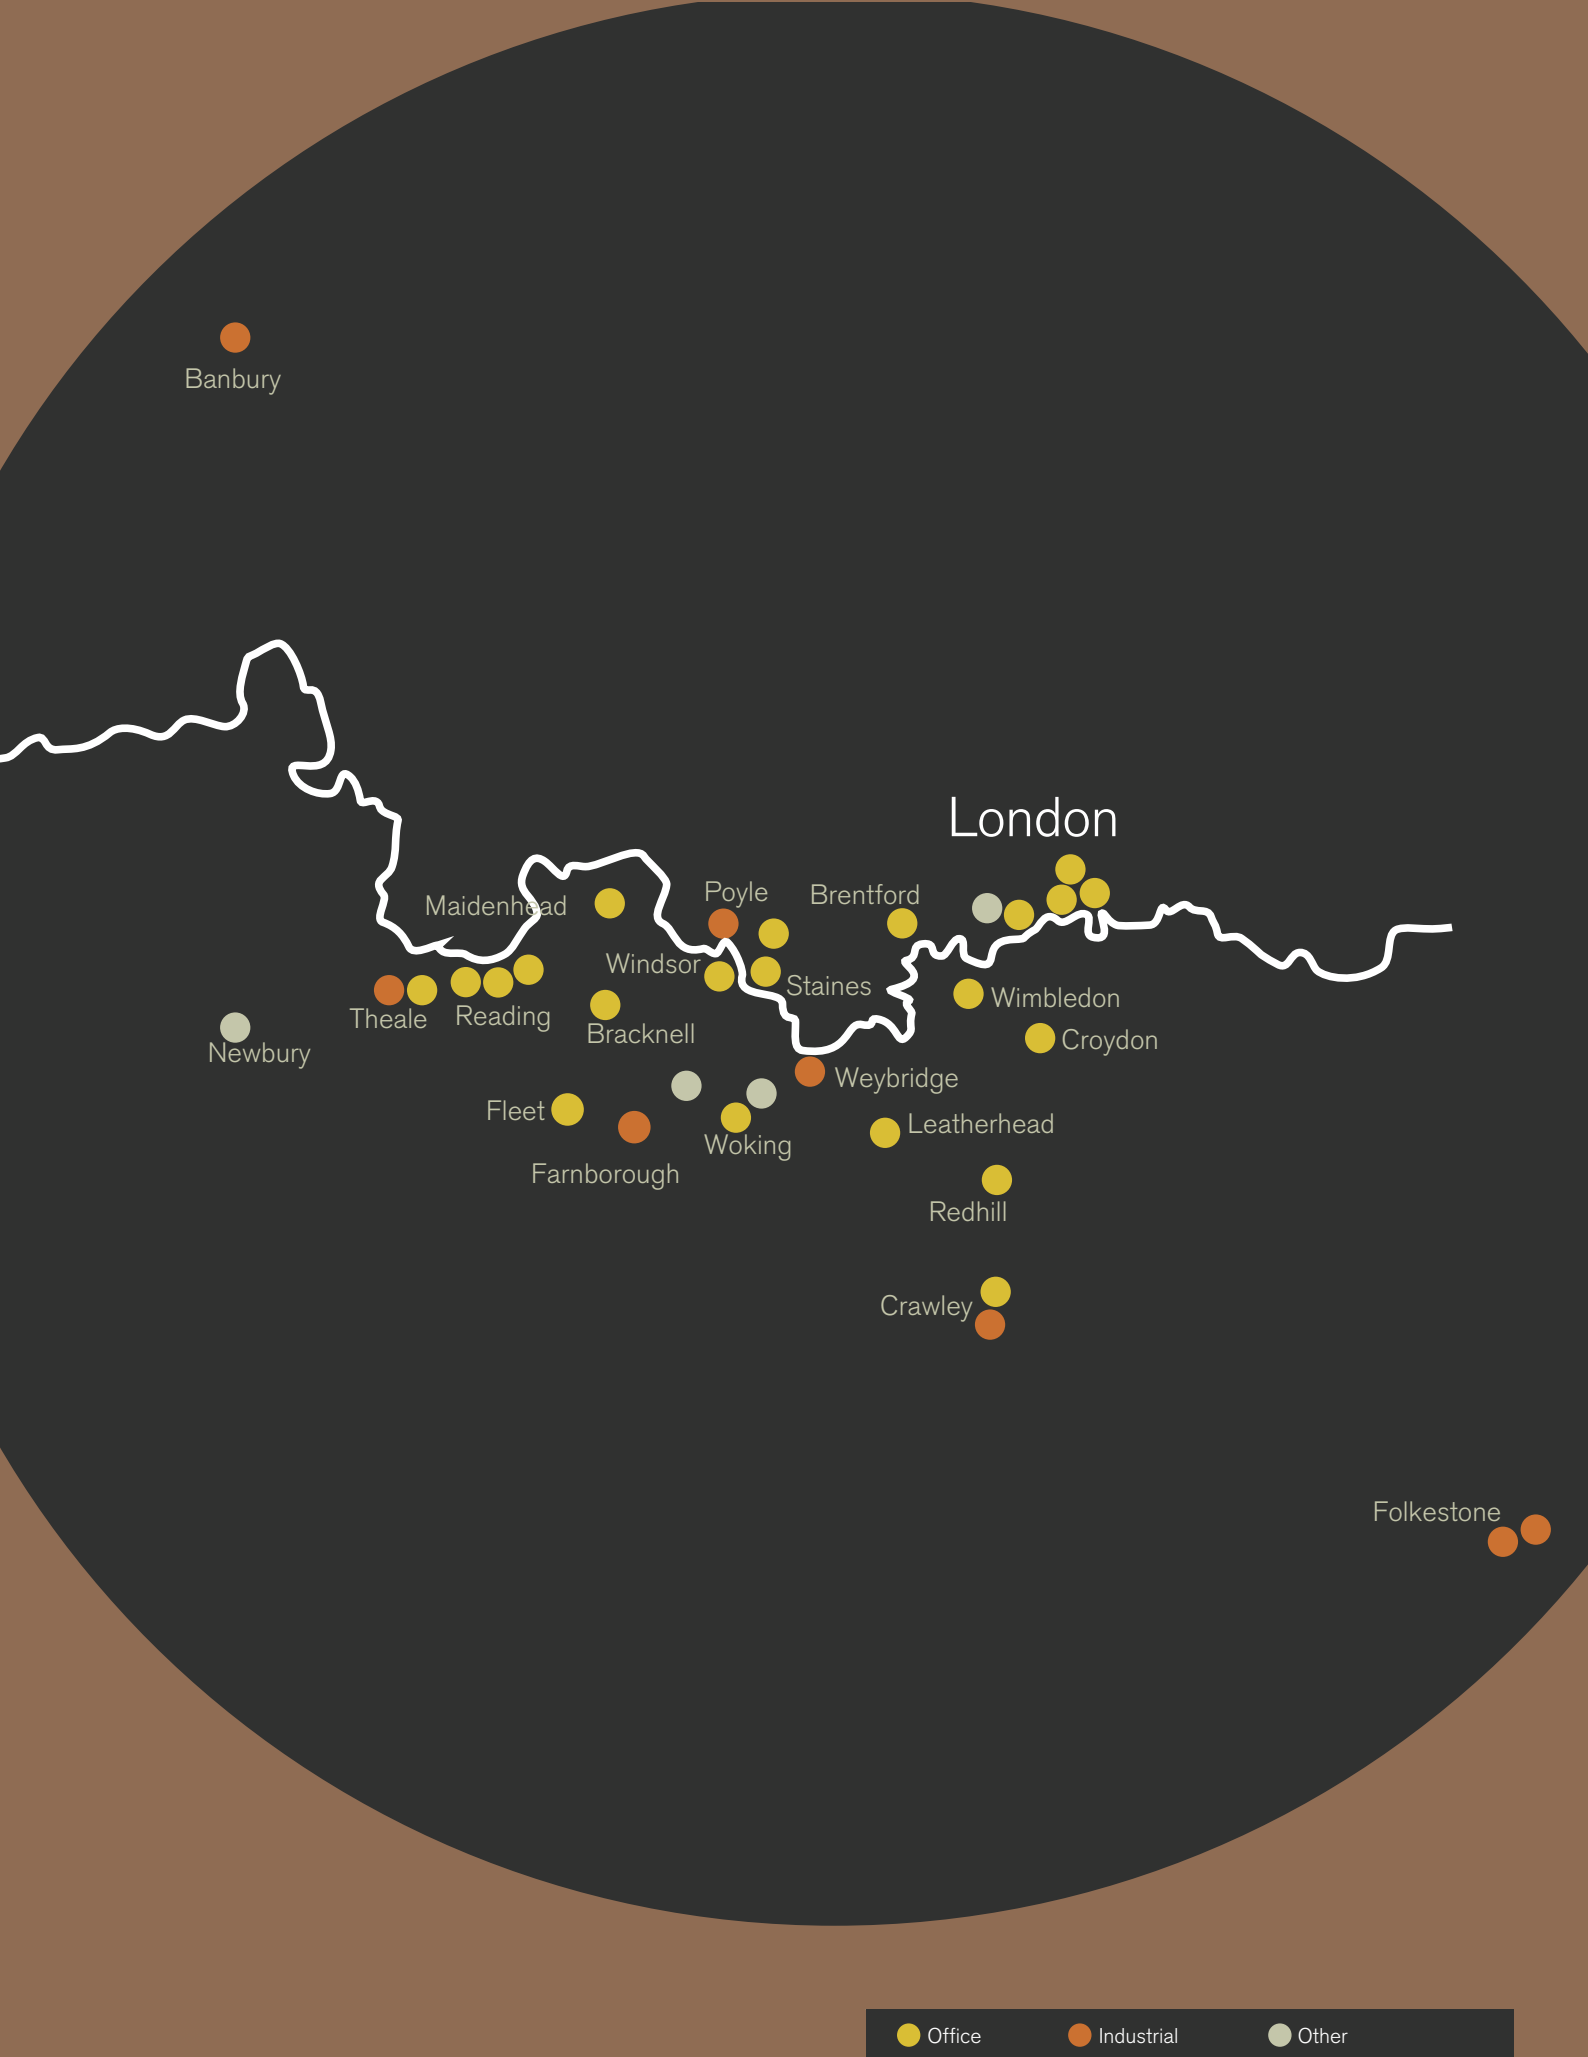 Banbury
London
Poyle
Brentford
Maidenhead
Windsor
Staines
Wimbledon
Reading
Theale
Bracknell
Croydon
Newbury
Weybridge
Fleet
Leatherhead
Woking
Farnborough
Redhill
Crawley
Folkestone
Office
Industrial
Other